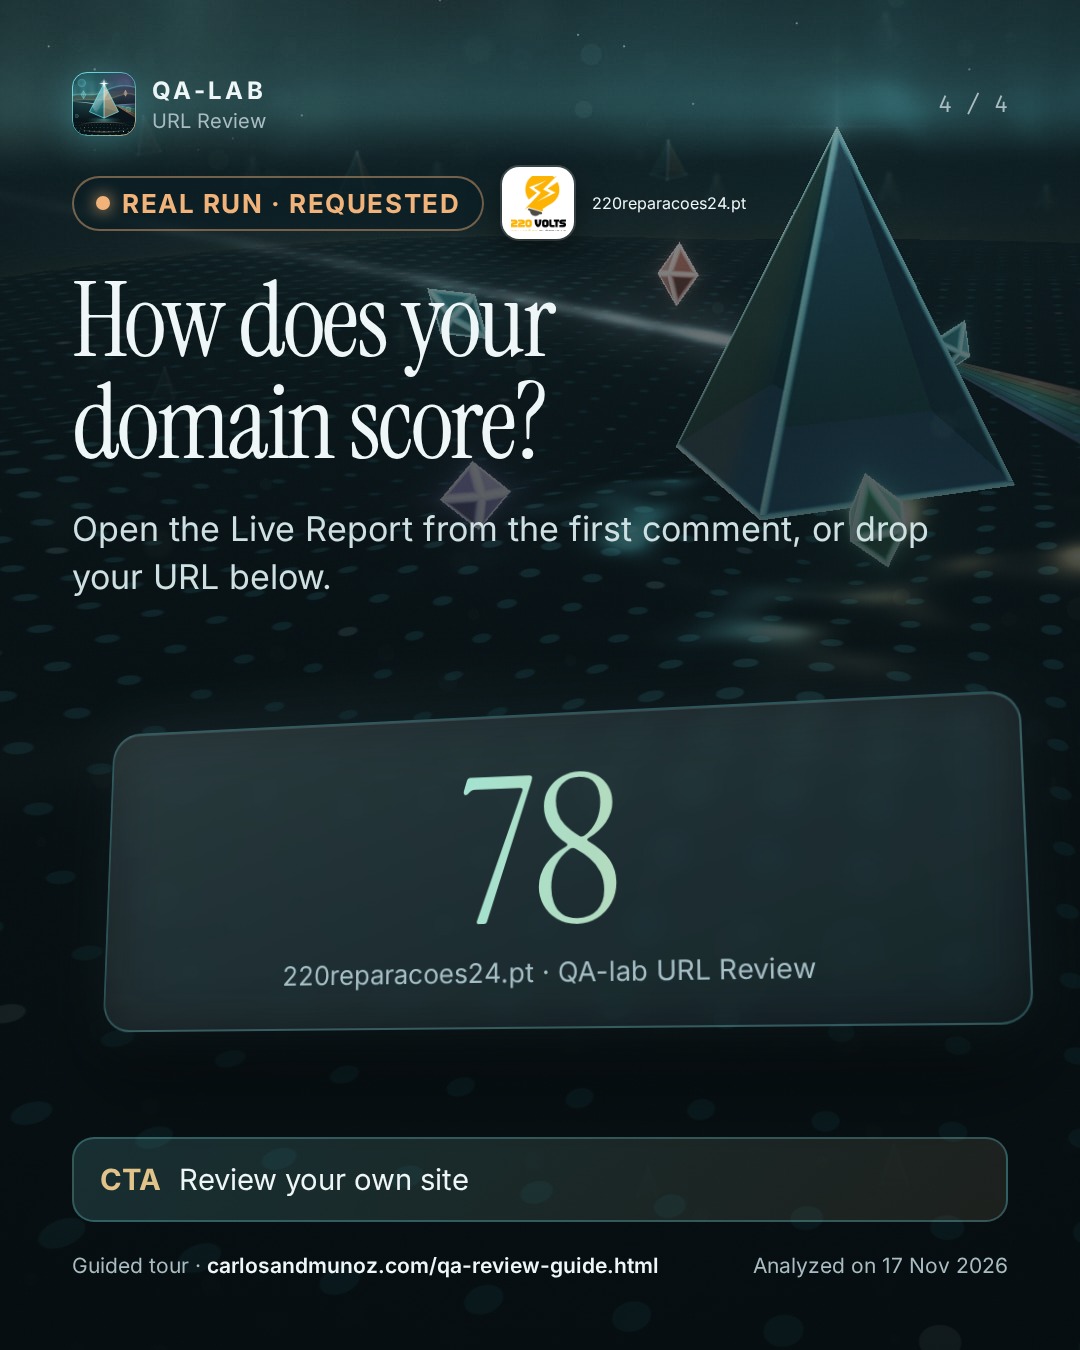 QA-LAB
URL Review
4 / 4
REAL RUN · REQUESTED
220 VOLTS
220reparacoes24.pt
How does your
domain score?
Open the Live Report from the first comment, or drop
your URL below.
78
220reparacoes24.pt · QA-lab URL Review
CTA Review your own site
Guided tour · carlosandmunoz.com/qa-review-guide.html
Analyzed on 17 Nov 2026